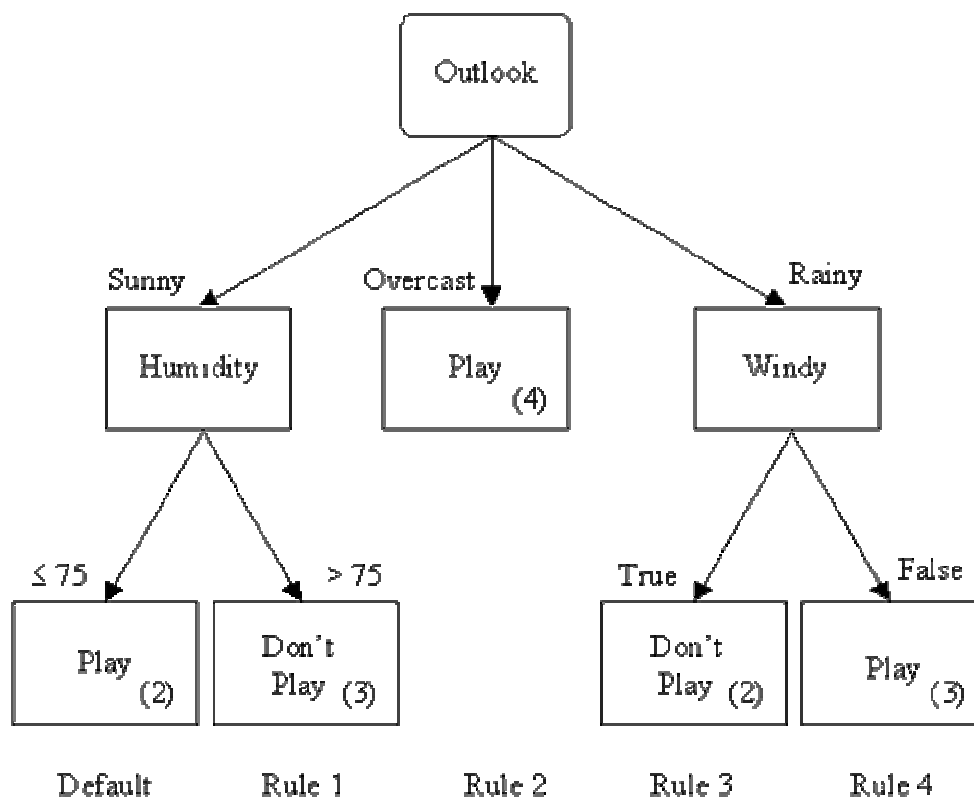 Outlook
Sunny
Overcast
Rainy
Humidity
Play
(4)
Windy
≤ 75
> 75
True
False
Play
(2)
Don't
Play (3)
Don't
Play (2)
Play
(3)
Default
Rule 1
Rule 2
Rule 3
Rule 4